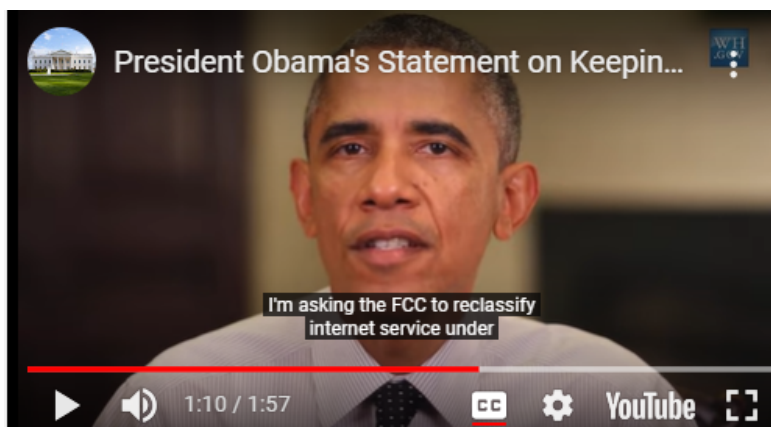 President Obama's Statement on Keepin...
WH
.GOV
I'm asking the FCC to reclassify
internet service under
1:10 / 1:57
CC
YouTube